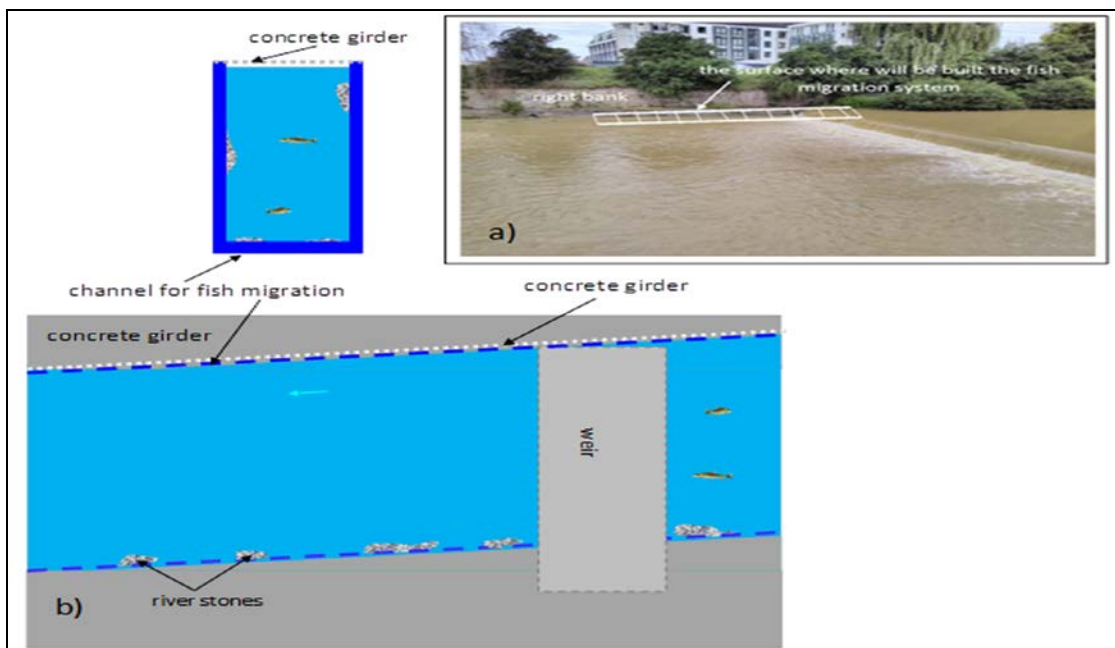 concrete girder
the surface where will be built the fish
migration system
right bank
a)
channel for fish migration
concrete girder
concrete girder
weir
river stones
b)